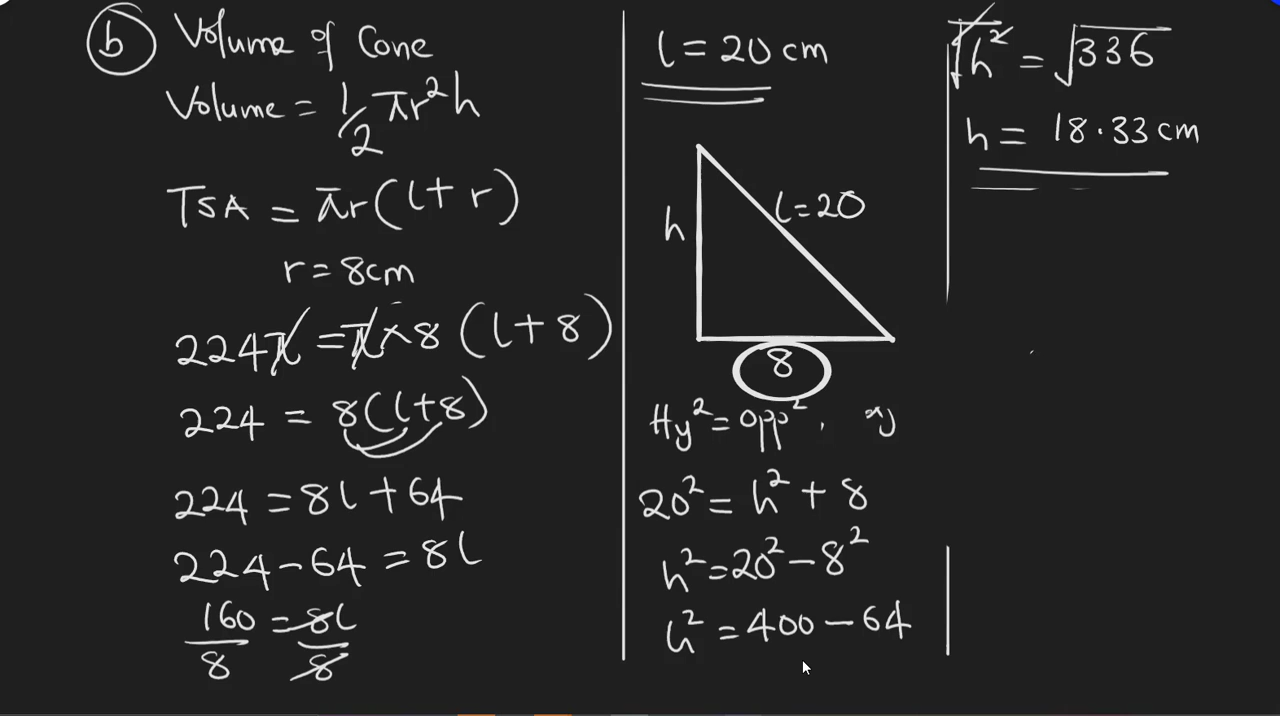 b Volume of Cone
Volume = 1/2 πr²h
TSA = πr(l+r)
r = 8cm
224π = π×8 (l+8)
224 = 8(l+8)
224 = 8l+64
224-64 = 8l
160/8 = 8l/8
l = 20 cm
h
l=20
8
Hy² = opp²
20² = h² + 8
h² = 20² - 8²
h² = 400 - 64
√h² = √336
h = 18.33 cm